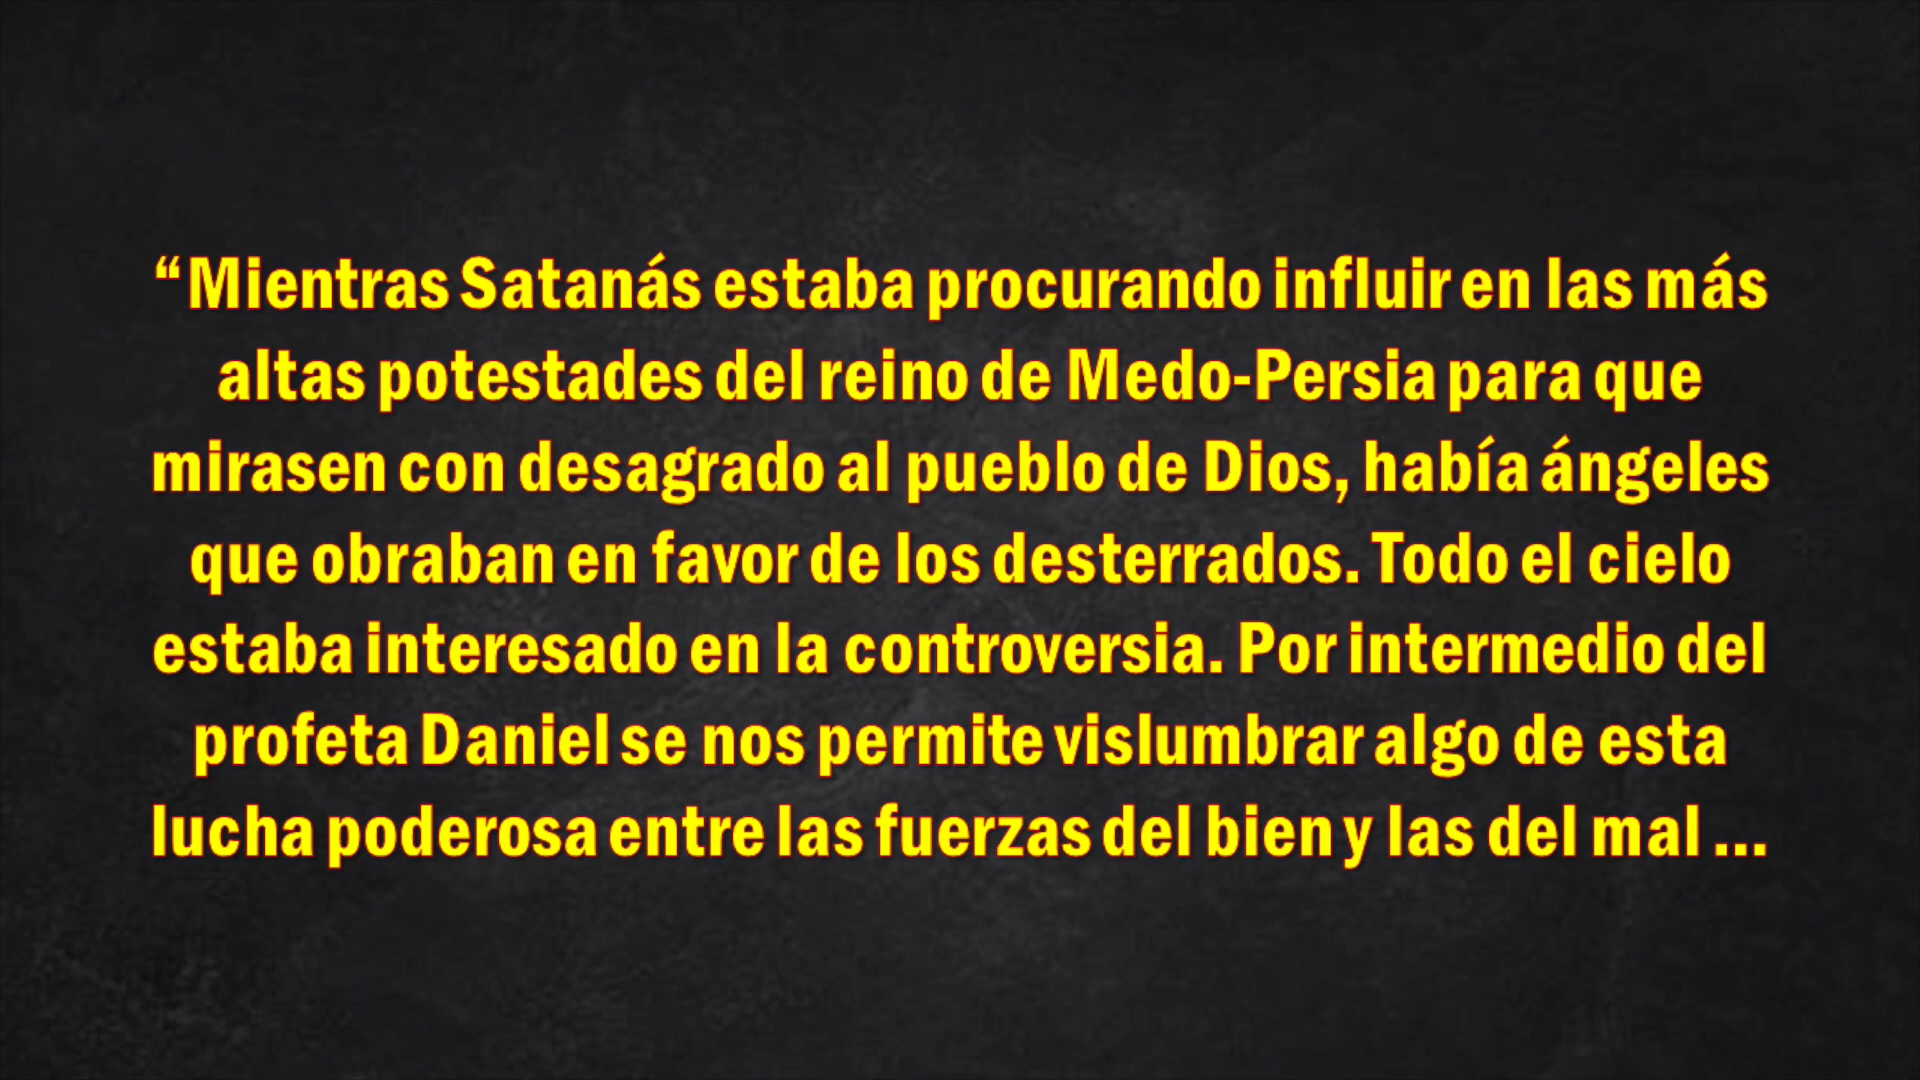 “Mientras Satanás estaba procurando influir en las más
altas potestades del reino de Medo-Persia para que
mirasen con desagrado al pueblo de Dios, había ángeles
que obraban en favor de los desterrados. Todo el cielo
estaba interesado en la controversia. Por intermedio del
profeta Daniel se nos permite vislumbrar algo de esta
lucha poderosa entre las fuerzas del bien y las del mal ...